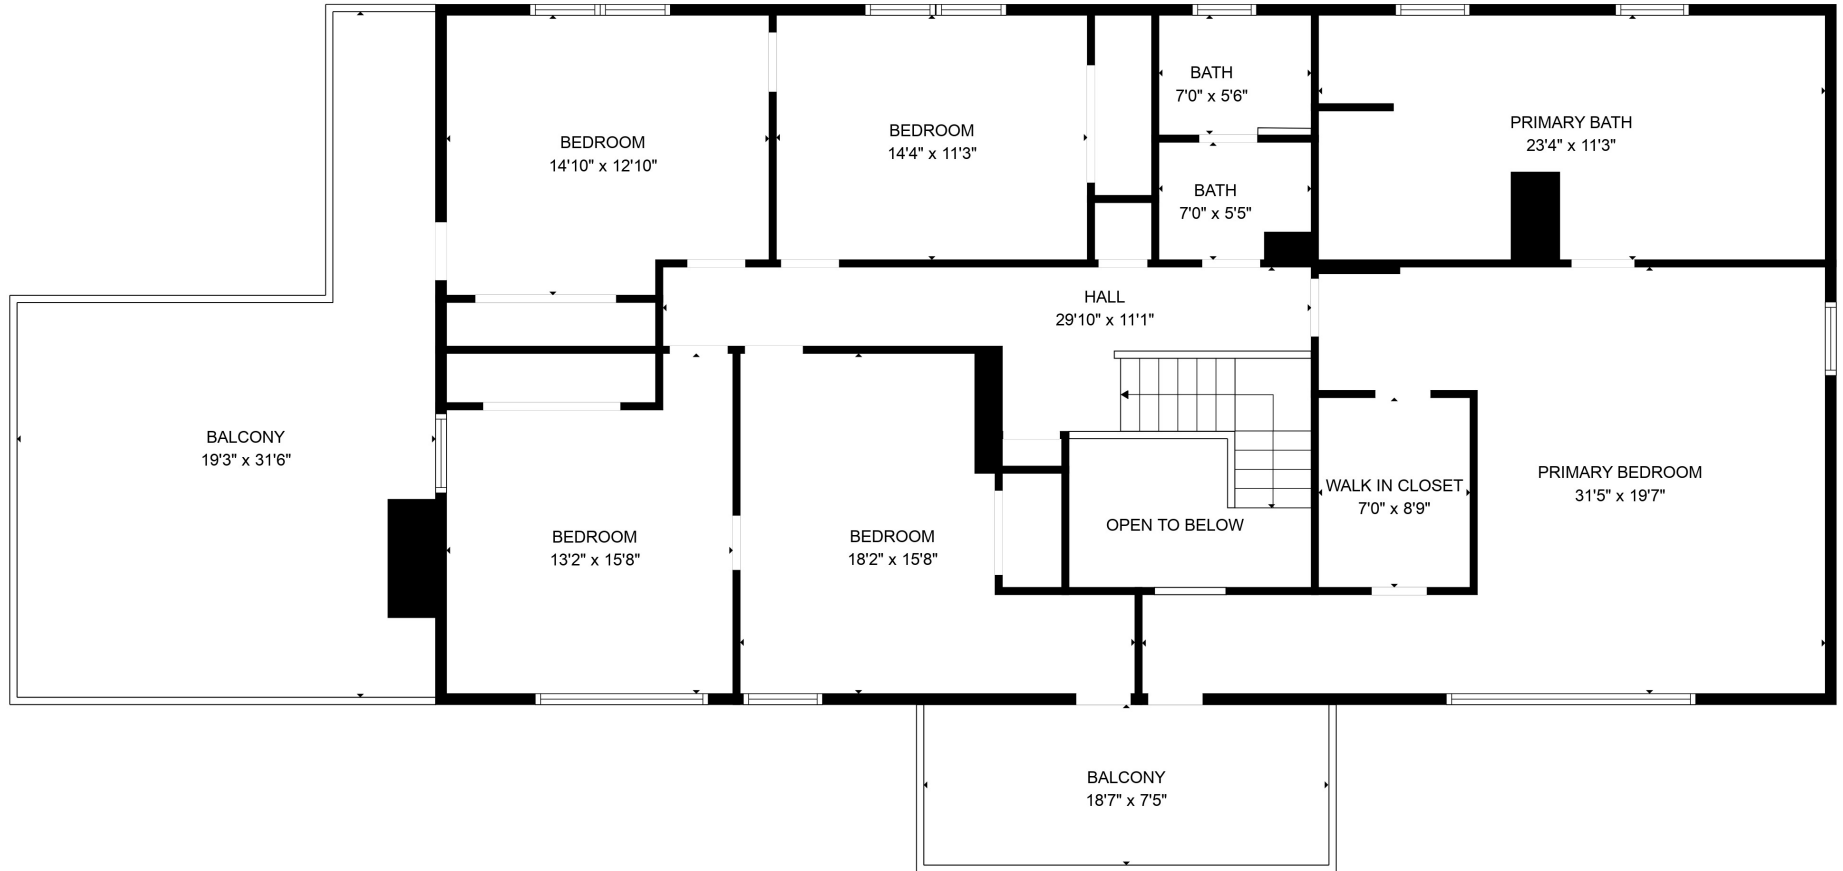 BATH
7'0" x 5'6"
PRIMARY BATH
23'4" x 11'3"
BEDROOM
14'4" x 11'3"
BEDROOM
14'10" x 12'10"
BATH
7'0" x 5'5"
HALL
29'10" x 11'1"
BALCONY
19'3" x 31'6"
PRIMARY BEDROOM
31'5" x 19'7"
WALK IN CLOSET
7'0" x 8'9"
OPEN TO BELOW
BEDROOM
13'2" x 15'8"
BEDROOM
18'2" x 15'8"
BALCONY
18'7" x 7'5"